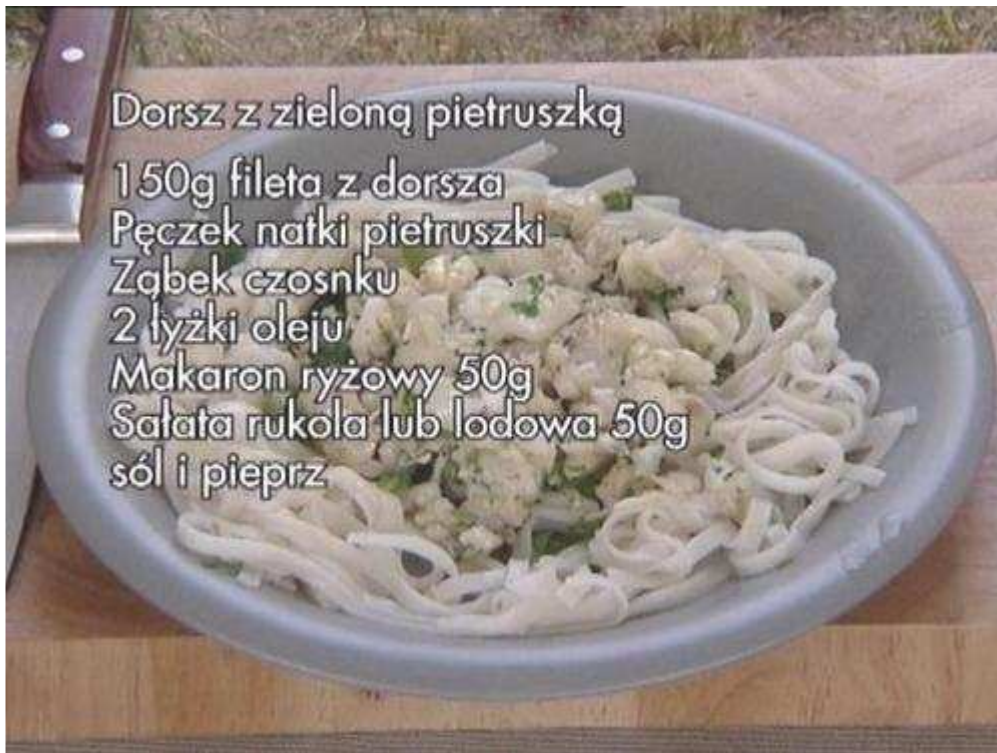 Dorsz z zieloną pietruszką
150g fileta z dorsza
Pęczek natki pietruszki
Ząbek czosnku
2 łyżki oleju
Makaron ryżowy 50g
Sałata rukola lub lodowa 50g
sól i pieprz